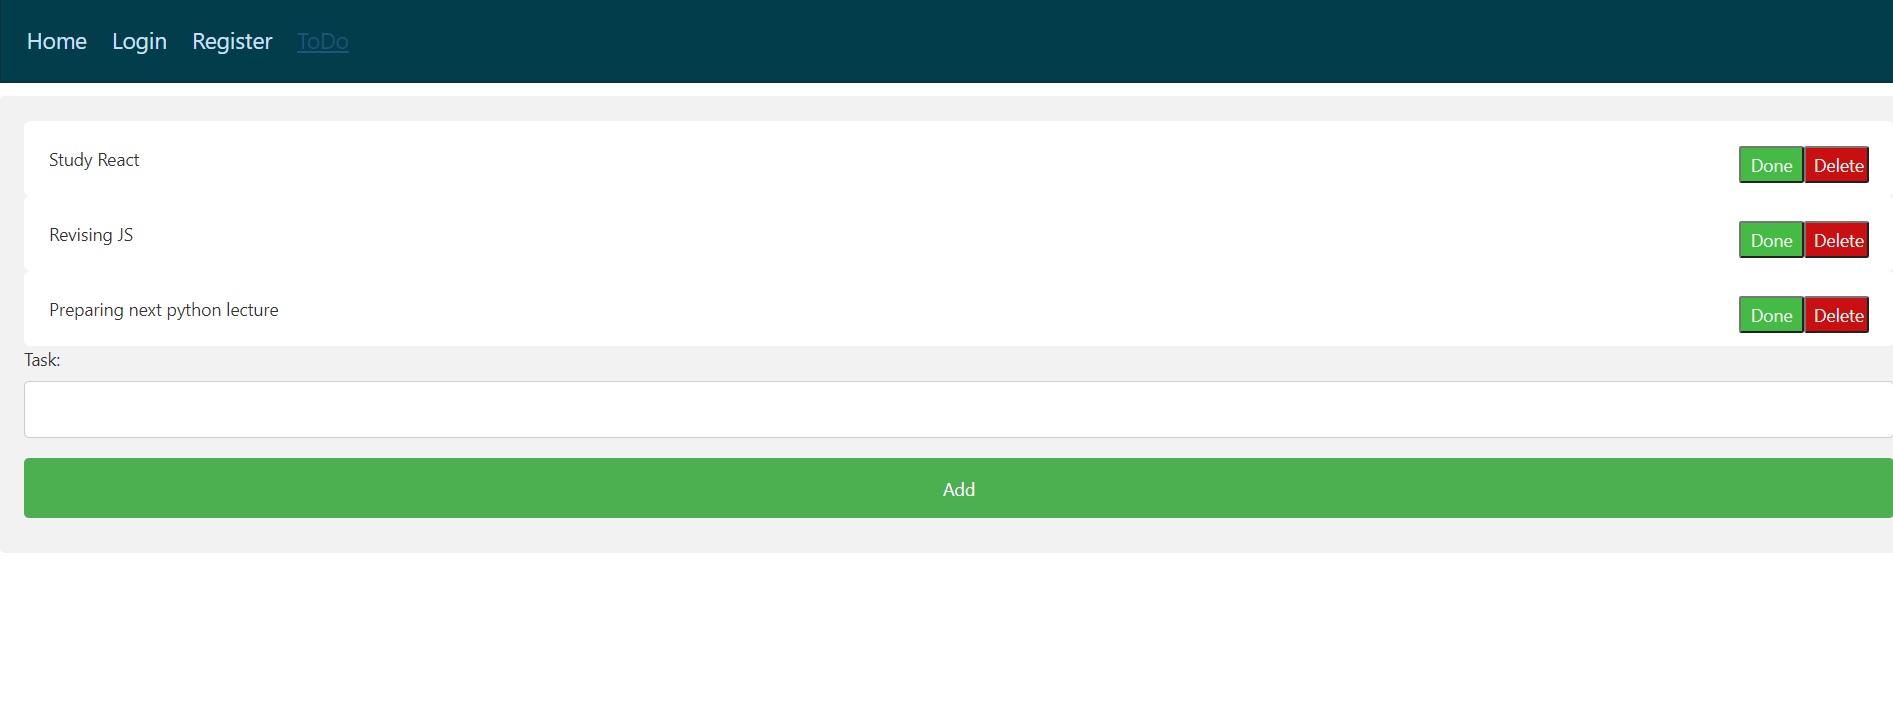 Home Login Register ToDo
Study React Done Delete
Revising JS Done Delete
Preparing next python lecture Done Delete
Task:
Add